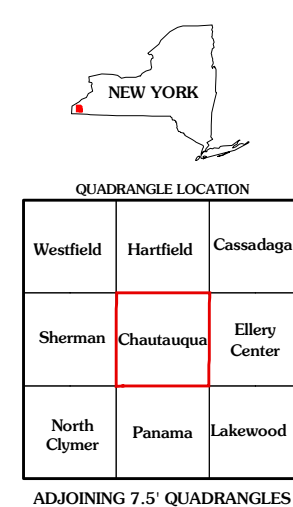 NEW YORK
QUADRANGLE LOCATION
Westfield Hartfield Cassadaga
Sherman Chautauqua Ellery
Center
North
Clymer Panama Lakewood
ADJOINING 7.5' QUADRANGLES